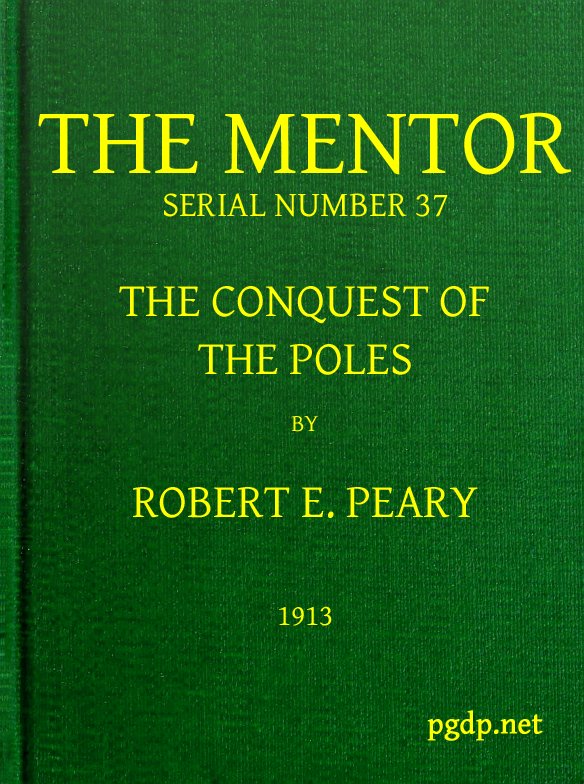 THE MENTOR
SERIAL NUMBER 37
THE CONQUEST OF
THE POLES
BY
ROBERT E. PEARY
1913
pgdp.net